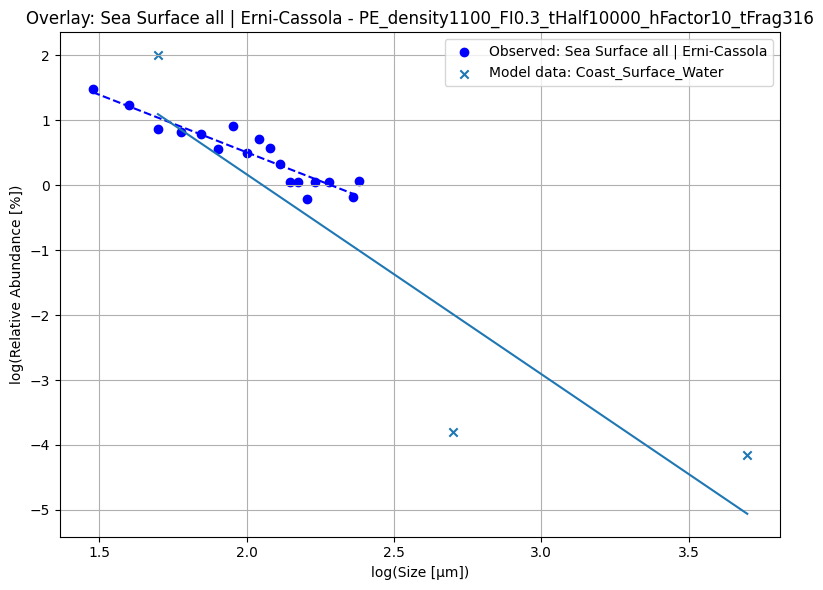 Overlay: Sea Surface all | Erni-Cassola - PE_density1100_FI0.3_tHalf10000_hFactor10_tFrag316
Observed: Sea Surface all | Erni-Cassola
Model data: Coast_Surface_Water
log(Relative Abundance [%])
2
1
0
−1
−2
−3
−4
−5
1.5
2.0
2.5
3.0
3.5
log(Size [µm])